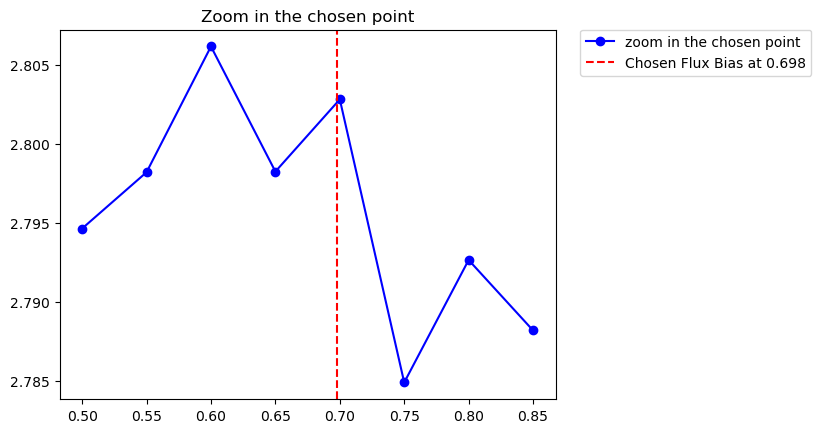 Zoom in the chosen point
zoom in the chosen point
Chosen Flux Bias at 0.698
2.805
2.800
2.795
2.790
2.785
0.50 0.55 0.60 0.65 0.70 0.75 0.80 0.85